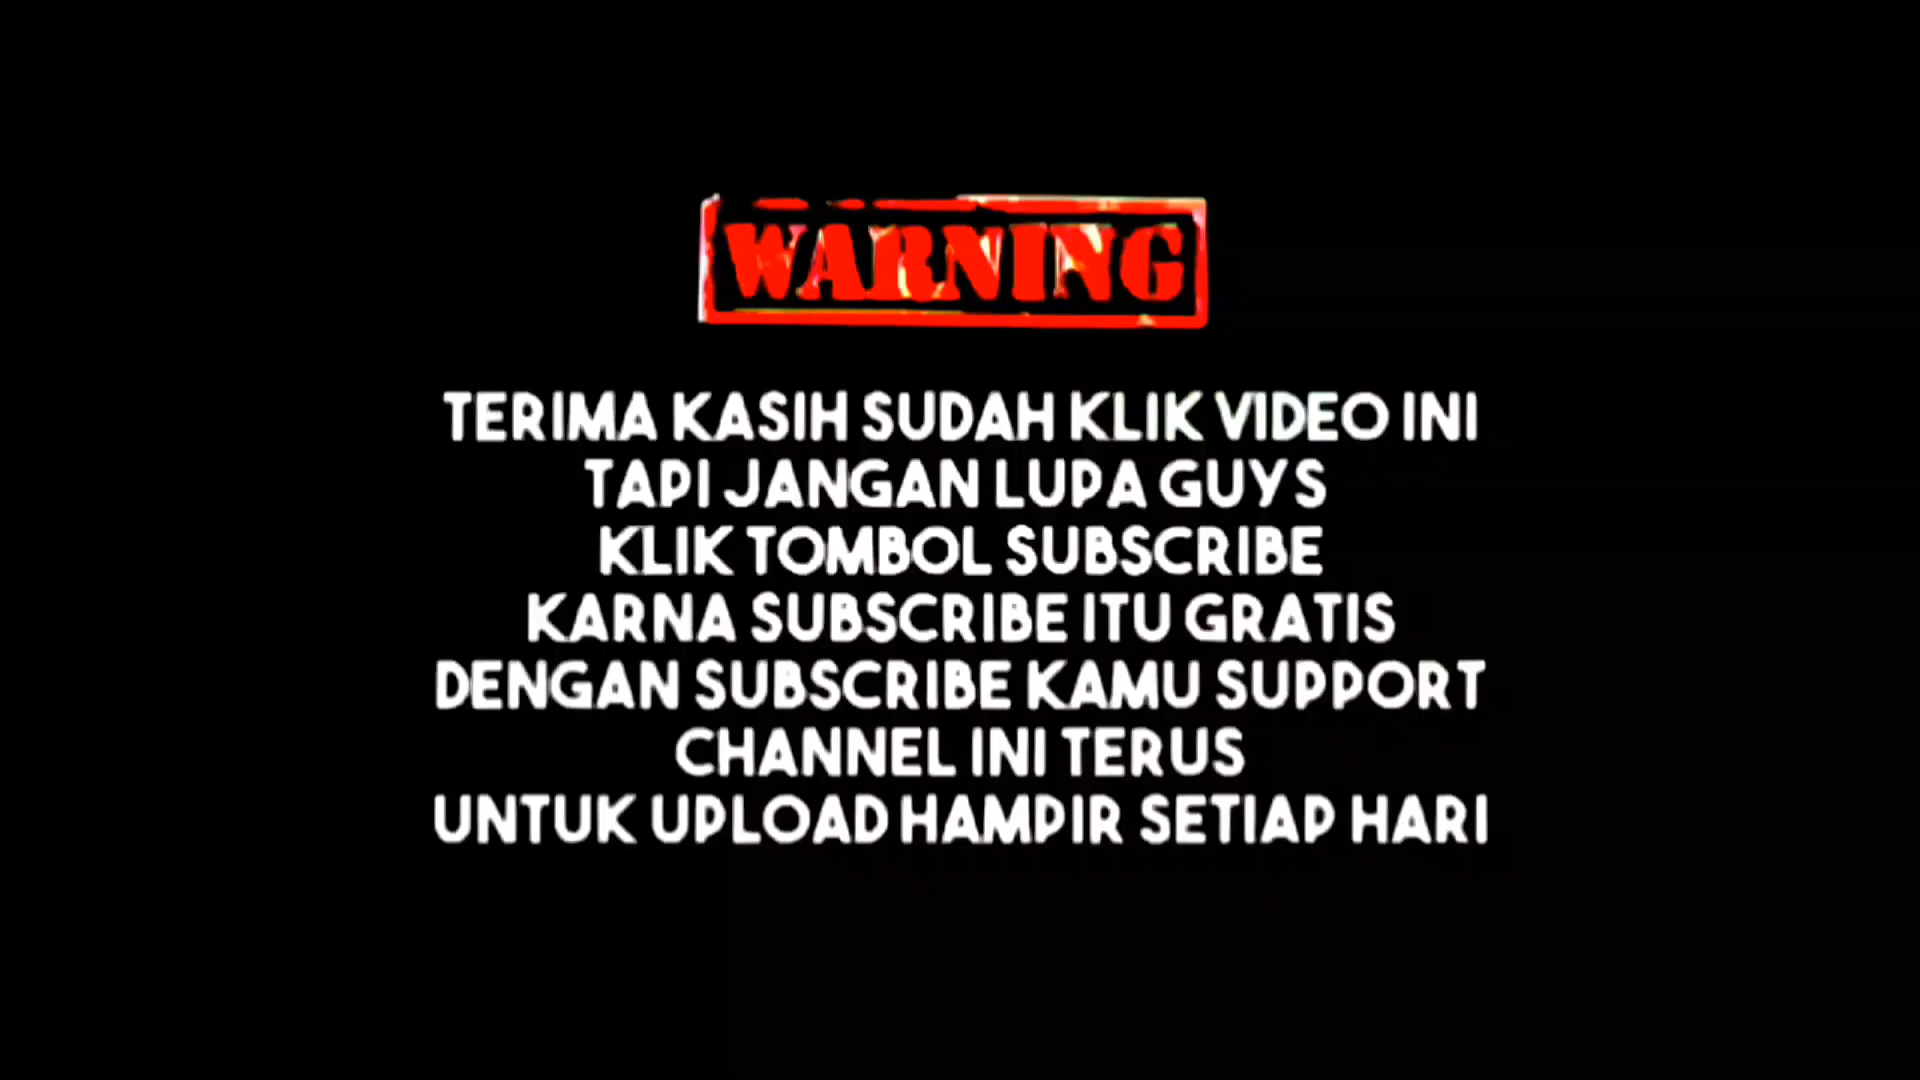 WARNING
TERIMA KASIH SUDAH KLIK VIDEO INI
TAPI JANGAN LUPA GUYS
KLIK TOMBOL SUBSCRIBE
KARNA SUBSCRIBE ITU GRATIS
DENGAN SUBSCRIBE KAMU SUPPORT
CHANNEL INI TERUS
UNTUK UPLOAD HAMPIR SETIAP HARI